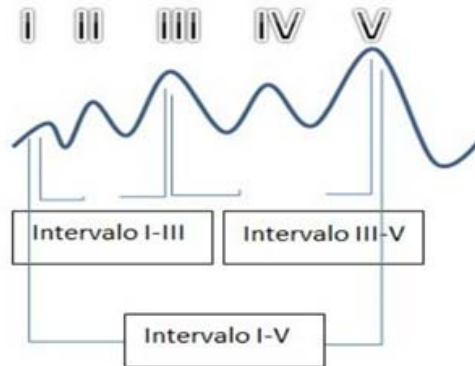 I II III IV V
Intervalo I-III
Intervalo III-V
Intervalo I-V